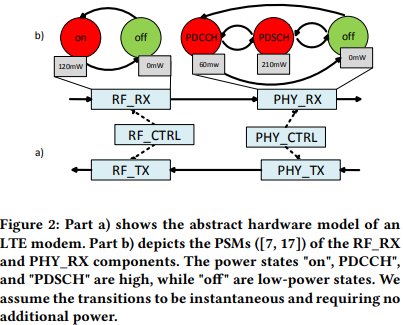 b)
on
off
PDCCH
PDSCH
off
120mW
0mW
60mw
210mW
0mW
RF_RX
PHY_RX
RF_CTRL
PHY_CTRL
a)
RF_TX
PHY_TX
Figure 2: Part a) shows the abstract hardware model of an
LTE modem. Part b) depicts the PSMs ([7, 17]) of the RF_RX
and PHY_RX components. The power states "on", PDCCH",
and "PDSCH" are high, while "off" are low-power states. We
assume the transitions to be instantaneous and requiring no
additional power.